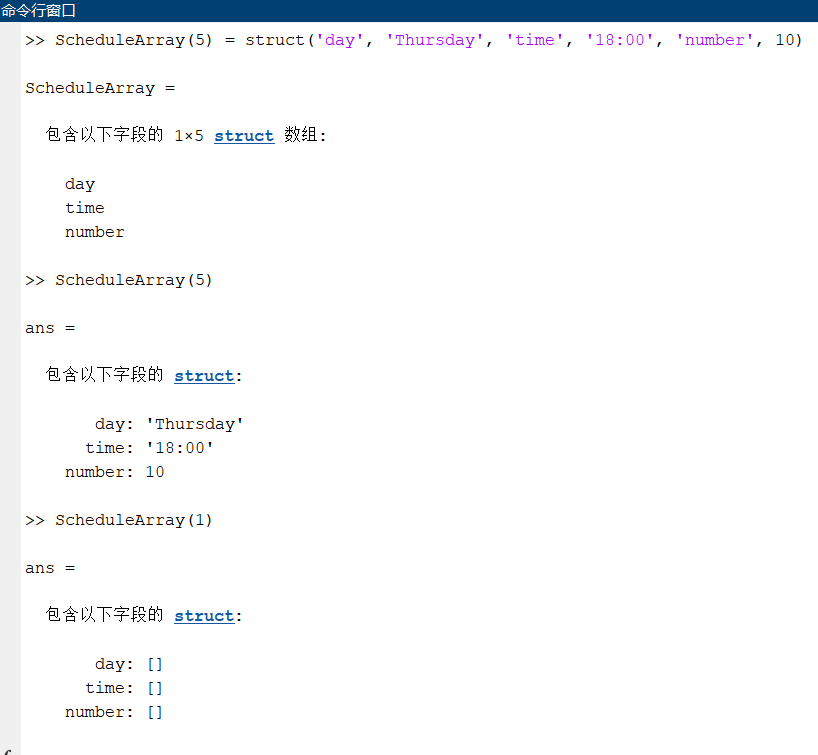 命令行窗口
>> ScheduleArray(5) = struct('day', 'Thursday', 'time', '18:00', 'number', 10)
ScheduleArray =
包含以下字段的 1×5 struct 数组:
day
time
number
>> ScheduleArray(5)
ans =
包含以下字段的 struct:
day: 'Thursday'
time: '18:00'
number: 10
>> ScheduleArray(1)
ans =
包含以下字段的 struct:
day: []
time: []
number: []